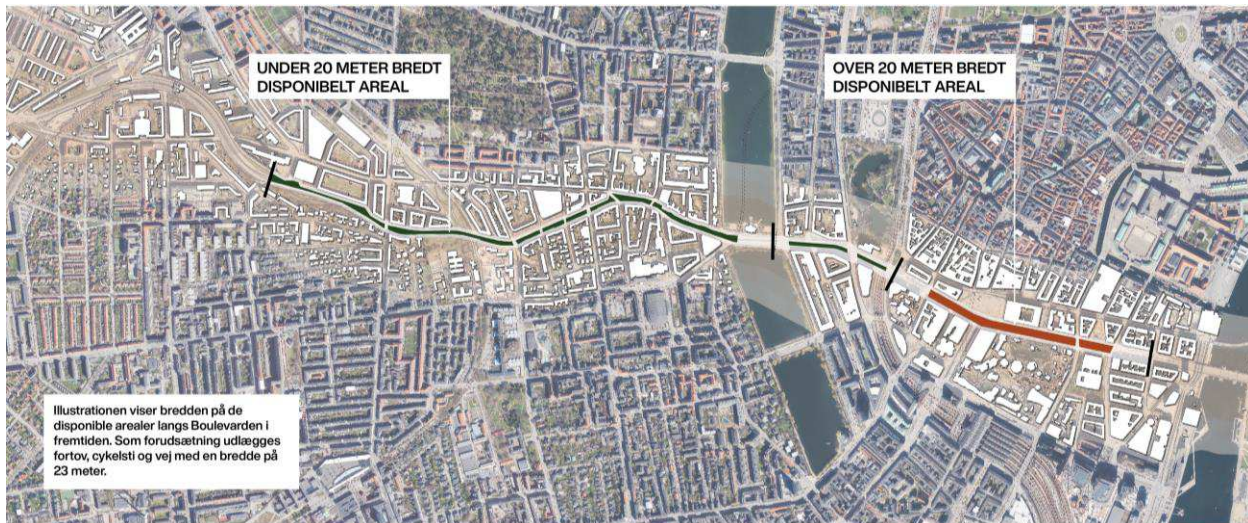 UNDER 20 METER BREDT
DISPONIBELT AREAL
OVER 20 METER BREDT
DISPONIBELT AREAL
Illustrationen viser bredden på de
disponible arealer langs Boulevarden i
fremtiden. Som forudsætning udlægges
fortov, cykelsti og vej med en bredde på
23 meter.